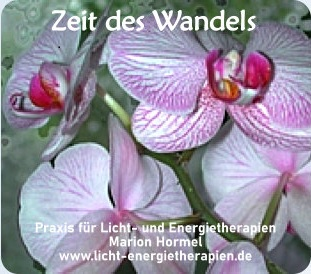 Zeit des Wandels
Praxis für Licht- und Energietherapien
Marion Hormel
www.licht-energietherapien.de